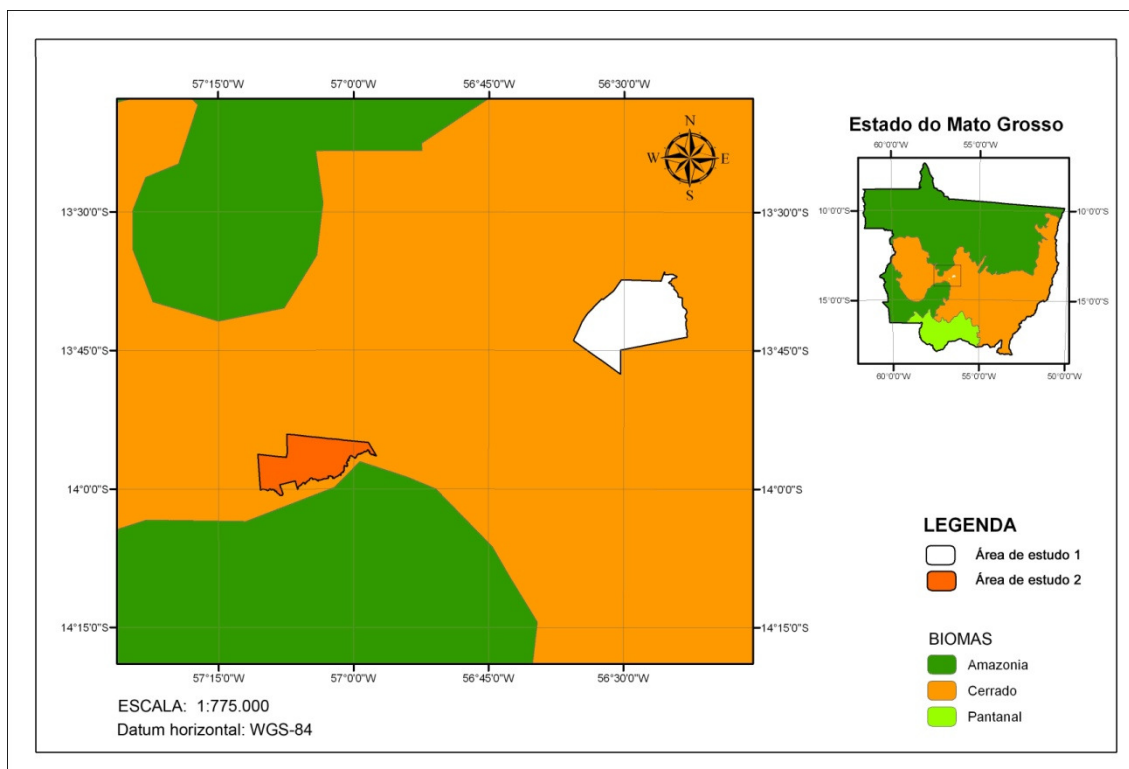 57°15'0"W 57°0'0"W 56°45'0"W 56°30'0"W
N
W E
S
13°30'0"S 13°30'0"S
13°45'0"S 13°45'0"S
14°0'0"S 14°0'0"S
14°15'0"S 14°15'0"S
57°15'0"W 57°0'0"W 56°45'0"W 56°30'0"W
ESCALA: 1:775.000
Datum horizontal: WGS-84
Estado do Mato Grosso
60°0'0"W 55°0'0"W
10°0'0"S 10°0'0"S
15°0'0"S 15°0'0"S
60°0'0"W 55°0'0"W 50°0'0"W
LEGENDA
Área de estudo 1
Área de estudo 2
BIOMAS
Amazonia
Cerrado
Pantanal